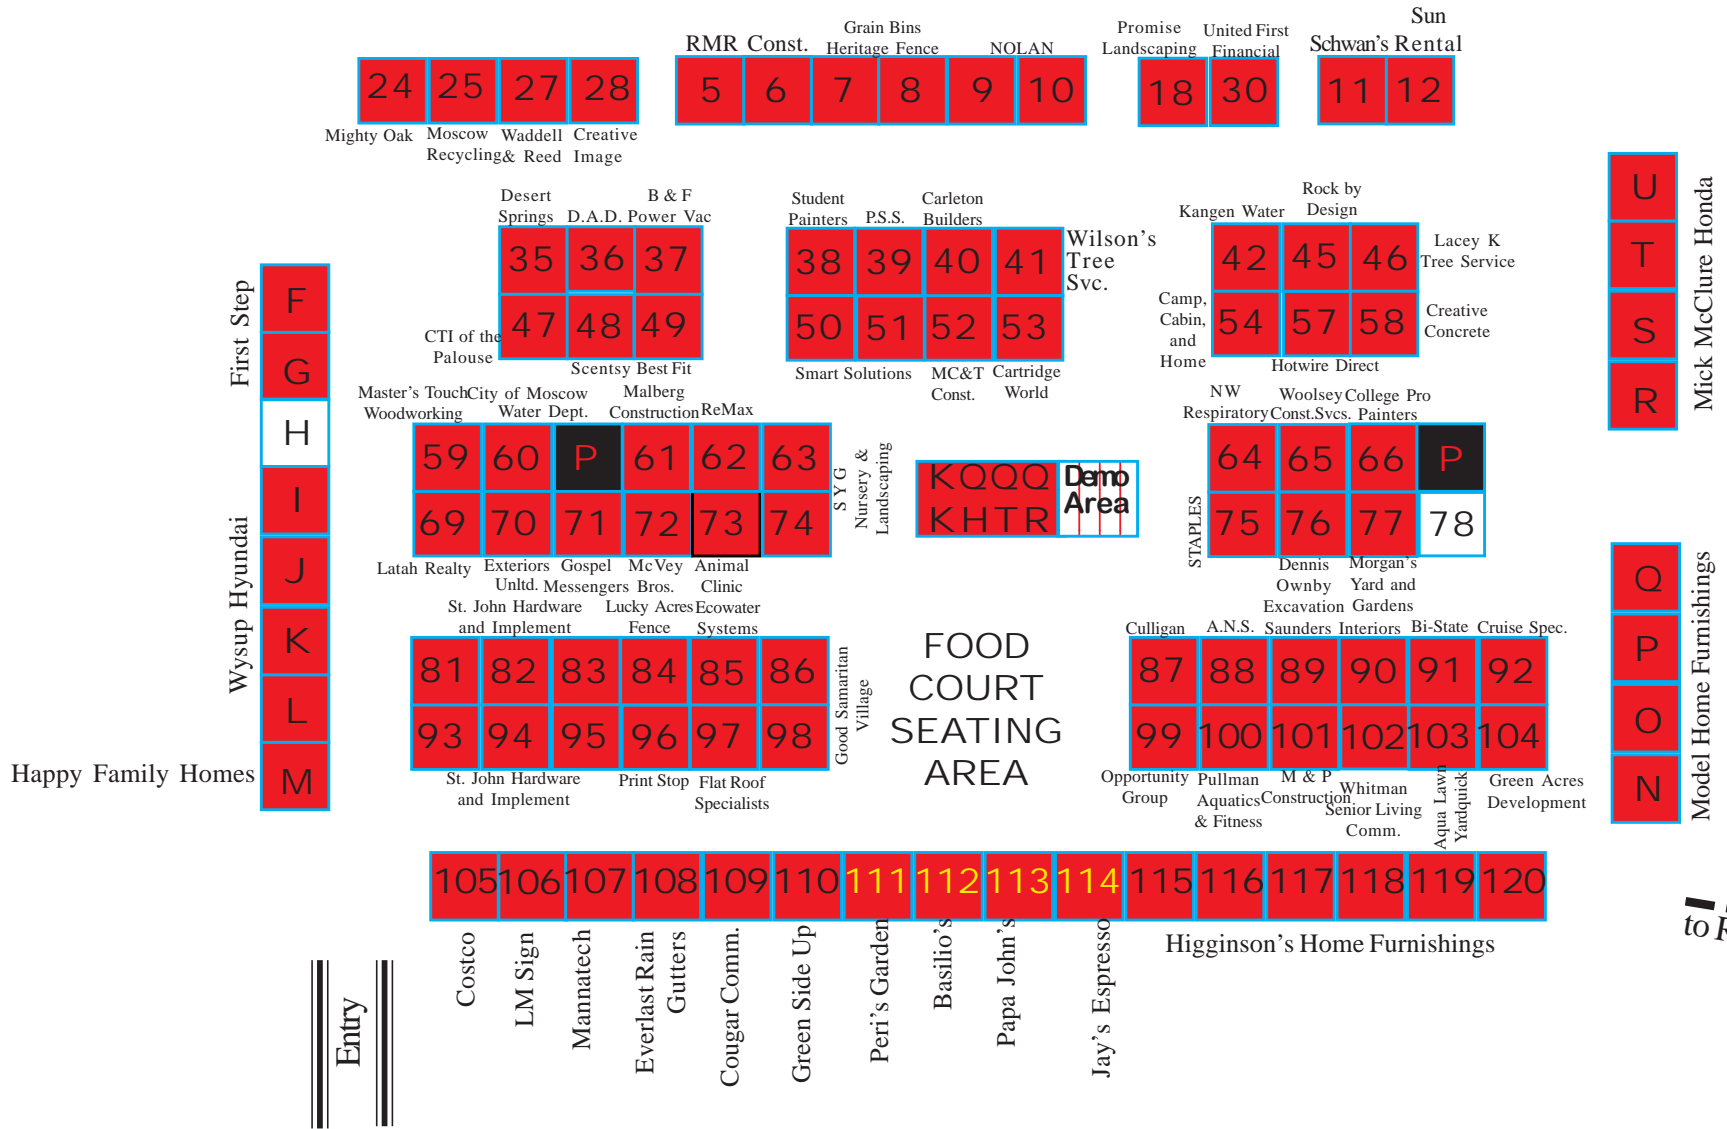 Sun
Schwan's Rental
RMR Const.
Grain Bins
Heritage Fence
NOLAN
Promise
Landscaping
United First
Financial
24 25 27 28
5 6 7 8 9 10
18 30
11 12
Mighty Oak
Moscow
Recycling
Waddell
& Reed
Creative
Image
Desert
Springs
D.A.D.
B & F
Power Vac
35 36 37
47 48 49
CTI of the
Palouse
Scentsy Best Fit
Student
Painters
P.S.S.
Carleton
Builders
Wilson's
Tree
Svc.
38 39 40 41
50 51 52 53
Smart Solutions
MC&T
Const.
Cartridge
World
Kangen Water
Rock by
Design
Lacey K
Tree Service
42 45 46
Camp,
Cabin,
and
Home
54 57 58
Creative
Concrete
Hotwire Direct
U
T
S
R
Mick McClure Honda
First Step
F
G
H
I
J
K
L
M
Wysup Hyundai
Happy Family Homes
Master's Touch
Woodworking
City of Moscow
Water Dept.
Malberg
Construction
ReMax
59 60 P 61 62 63
69 70 71 72 73 74
S Y G
Nursery &
Landscaping
Latah Realty
Exteriors
Unltd.
Gospel
Messengers
McVey
Bros.
Animal
Clinic
KQQQ
KHTR
Demo
Area
NW
Respiratory
Woolsey
Const.Svcs.
College Pro
Painters
64 65 66 P
75 76 77 78
STAPLES
Dennis
Ownby
Excavation
Morgan's
Yard and
Gardens
Q
P
O
N
Model Home Furnishings
St. John Hardware
and Implement
Lucky Acres
Fence
Ecowater
Systems
81 82 83 84 85 86
93 94 95 96 97 98
Good Samaritan
Village
St. John Hardware
and Implement
Print Stop
Flat Roof
Specialists
FOOD
COURT
SEATING
AREA
Culligan
A.N.S.
Saunders Interiors
Bi-State
Cruise Spec.
87 88 89 90 91 92
99 100 101 102 103 104
Opportunity
Group
Pullman
Aquatics
& Fitness
M & P
Construction
Whitman
Senior Living
Comm.
Aqua Lawn
Yardquick
Green Acres
Development
105 106 107 108 109 110 111 112 113 114 115 116 117 118 119 120
Costco
LM Sign
Mannatech
Everlast Rain
Gutters
Cougar Comm.
Green Side Up
Peri's Garden
Basilio's
Papa John's
Jay's Espresso
Higginson's Home Furnishings
Entry
to